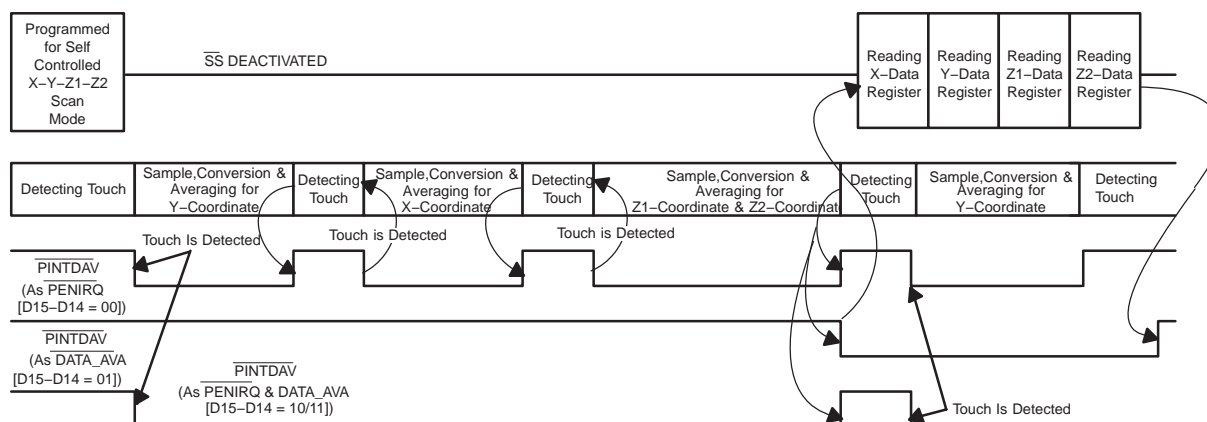 Programmed
for Self
Controlled
X–Y–Z1–Z2
Scan
Mode
SS DEACTIVATED
Reading
X–Data
Register
Reading
Y–Data
Register
Reading
Z1–Data
Register
Reading
Z2–Data
Register
Detecting Touch
Sample,Conversion &
Averaging for
Y–Coordinate
Detecting
Touch
Sample,Conversion &
Averaging for
X–Coordinate
Detecting
Touch
Sample,Conversion &
Averaging for
Z1–Coordinate & Z2–Coordinate
Detecting
Touch
Sample,Conversion &
Averaging for
Y–Coordinate
Detecting
Touch
Touch Is Detected
Touch is Detected
Touch is Detected
PINTDAV
(As PENIRQ
[D15–D14 = 00])
PINTDAV
(As DATA_AVA
[D15–D14 = 01])
PINTDAV
(As PENIRQ & DATA_AVA
[D15–D14 = 10/11])
Touch Is Detected